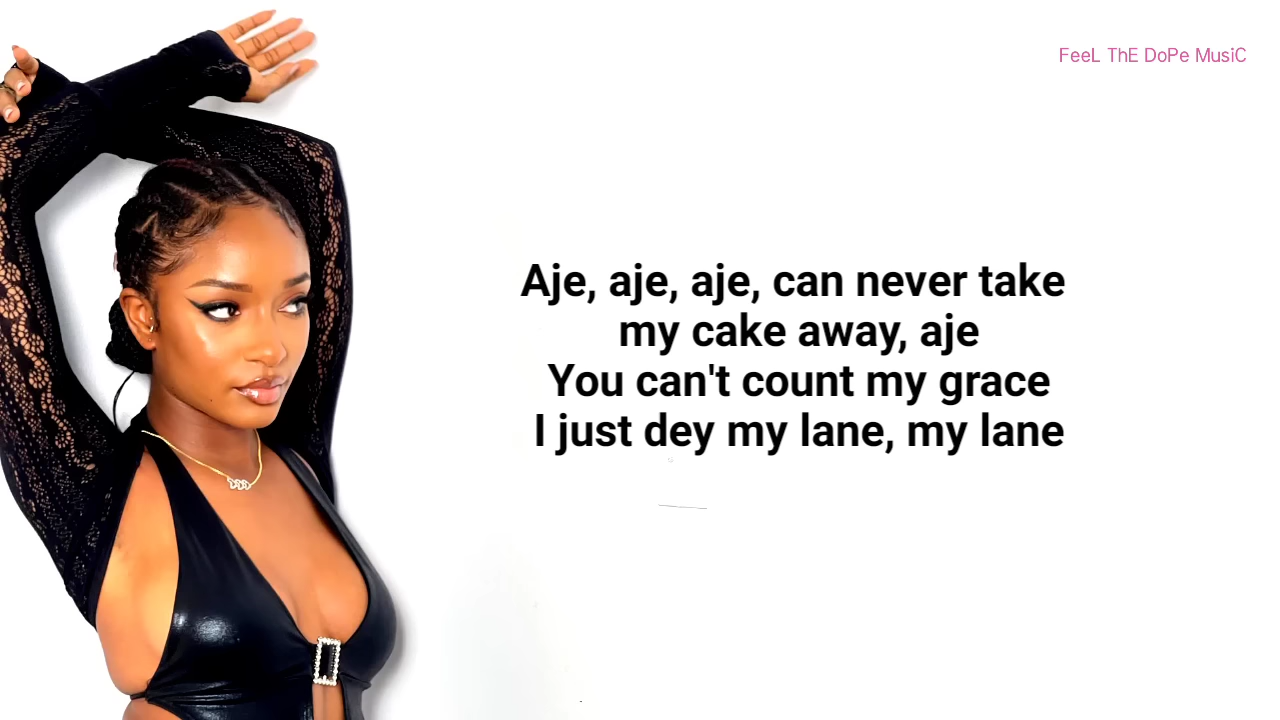 FeeL ThE DoPe MusiC
Aje, aje, aje, can never take
my cake away, aje
You can't count my grace
I just dey my lane, my lane